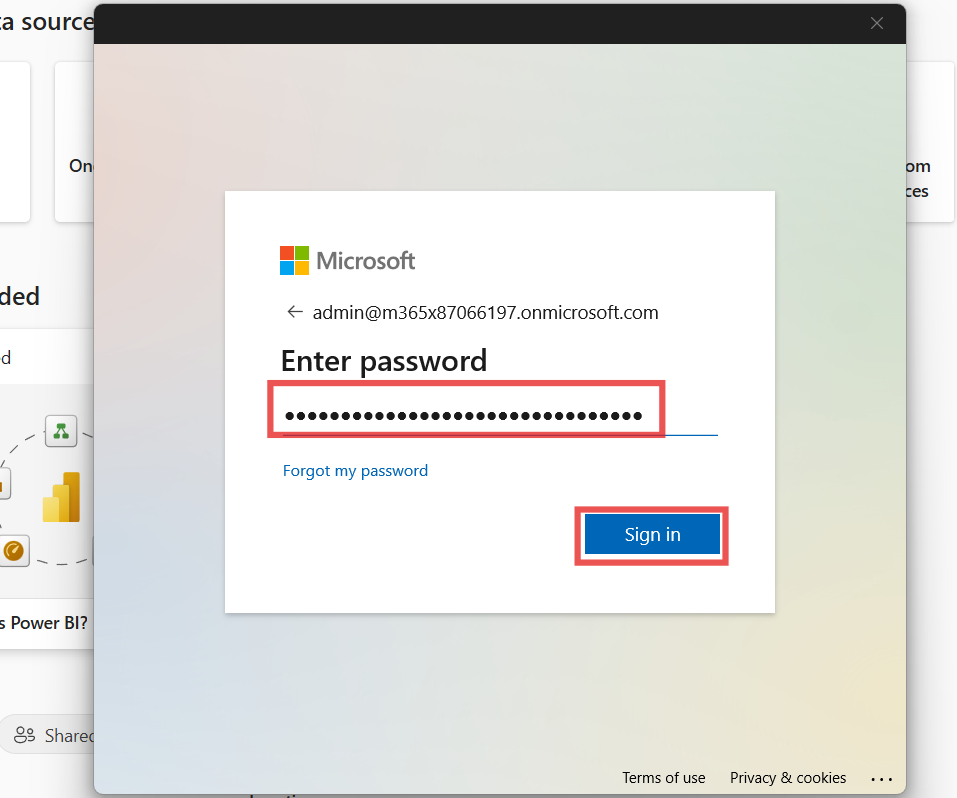 ta source
On
om
ces
Microsoft
admin@m365x87066197.onmicrosoft.com
Enter password
●●●●●●●●●●●●●●●●●●●●●●●●●●●●●●●●
Forgot my password
Sign in
ded
d
s Power BI?
Shared
Terms of use
Privacy & cookies